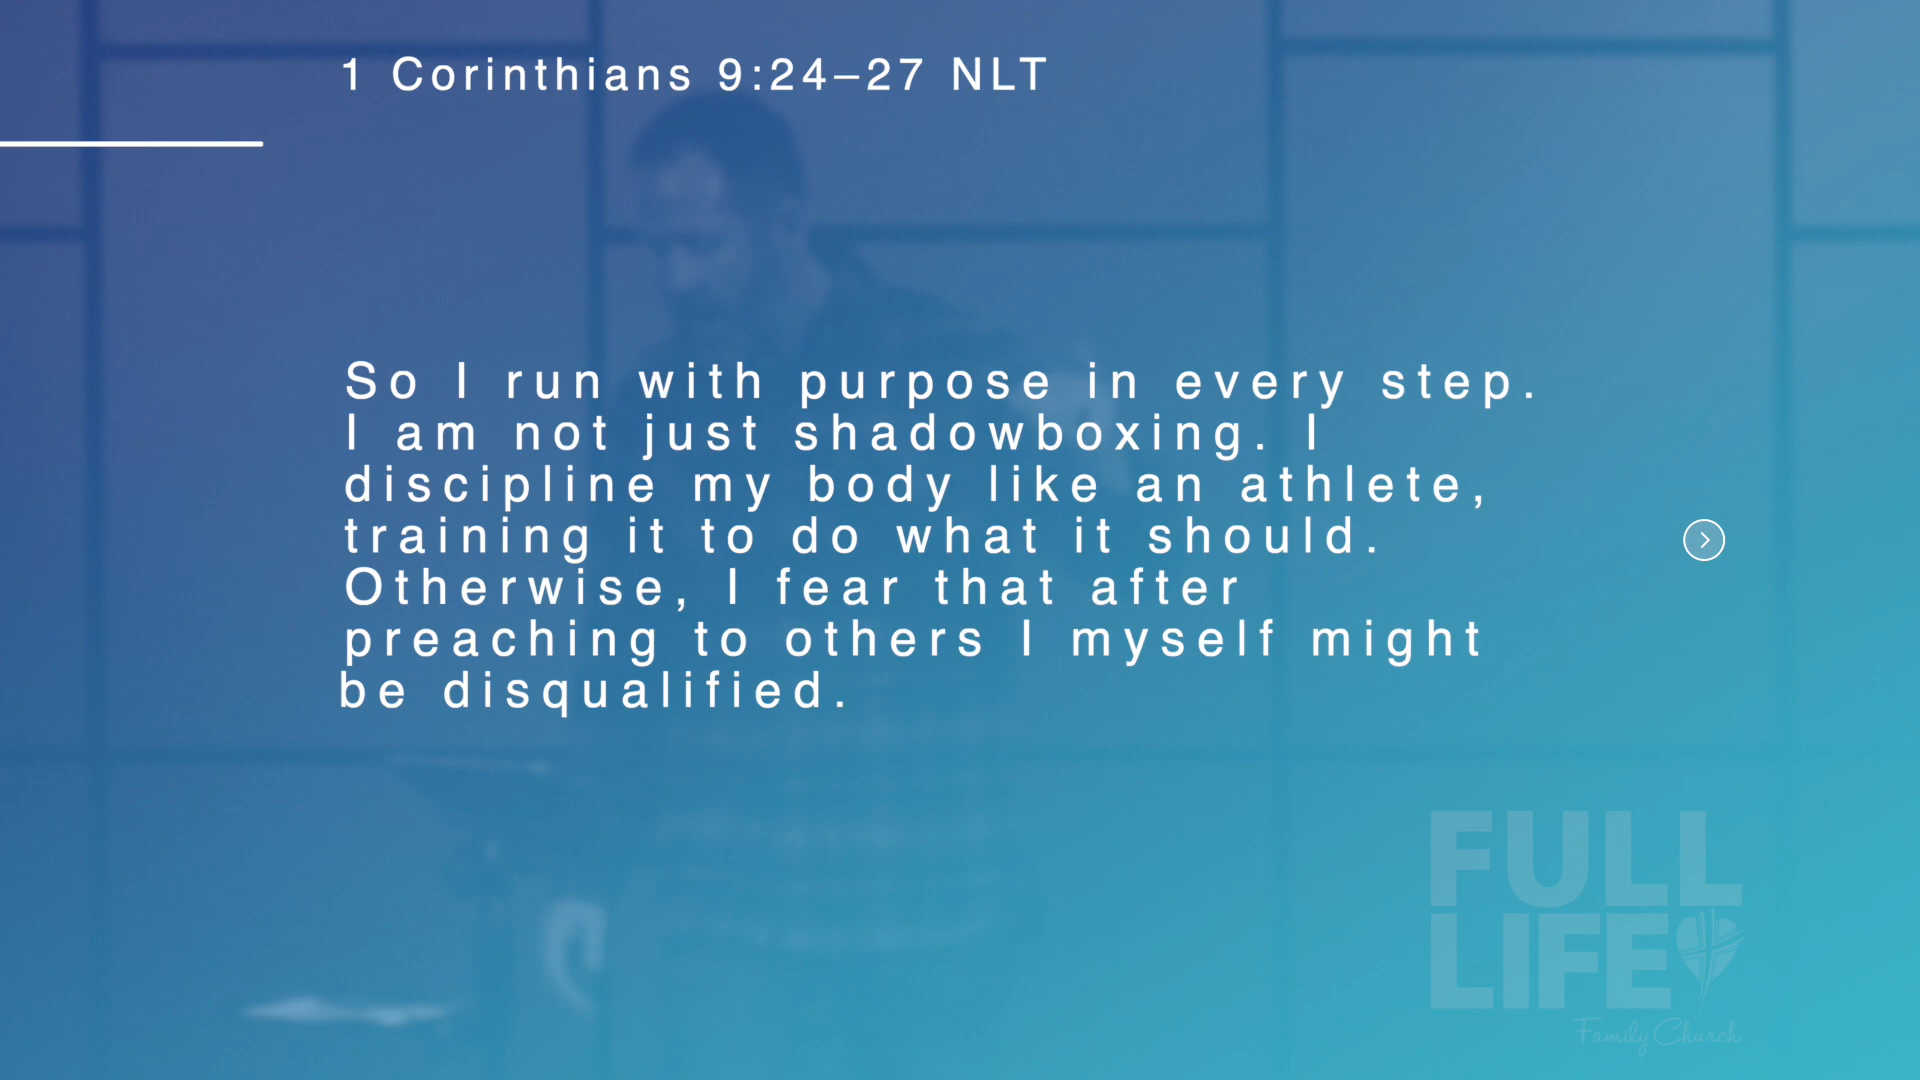 1 Corinthians 9:24–27 NLT
So I run with purpose in every step.
I am not just shadowboxing. I
discipline my body like an athlete,
training it to do what it should.
Otherwise, I fear that after
preaching to others I myself might
be disqualified.
FULL
LIFE
Family Church